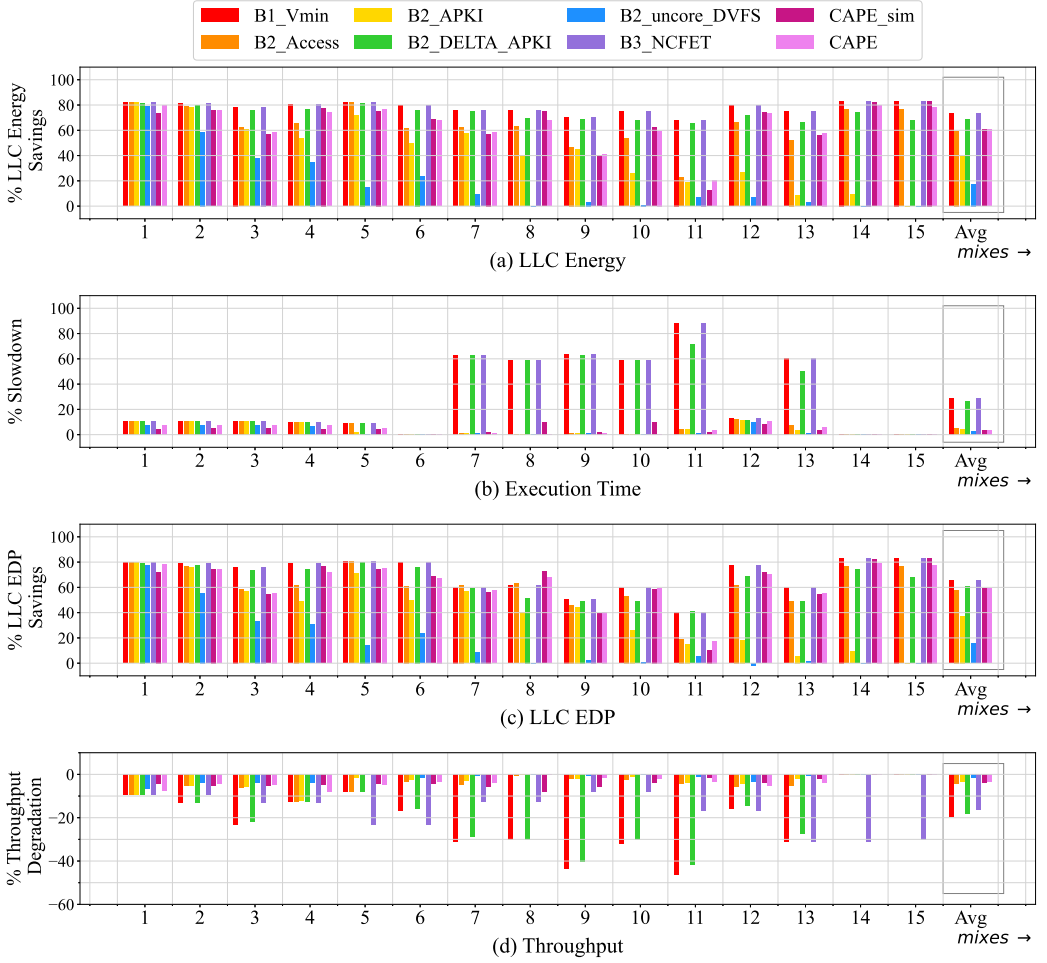 B1_Vmin B2_APKI B2_uncore_DVFS CAPE_sim
B2_Access B2_DELTA_APKI B3_NCFET CAPE
% LLC Energy
Savings
100
80
60
40
20
0
1 2 3 4 5 6 7 8 9 10 11 12 13 14 15 Avg
mixes →
(a) LLC Energy
% Slowdown
100
80
60
40
20
0
1 2 3 4 5 6 7 8 9 10 11 12 13 14 15 Avg
mixes →
(b) Execution Time
% LLC EDP
Savings
100
80
60
40
20
0
1 2 3 4 5 6 7 8 9 10 11 12 13 14 15 Avg
mixes →
(c) LLC EDP
% Throughput
Degradation
0
−20
−40
−60
1 2 3 4 5 6 7 8 9 10 11 12 13 14 15 Avg
mixes →
(d) Throughput